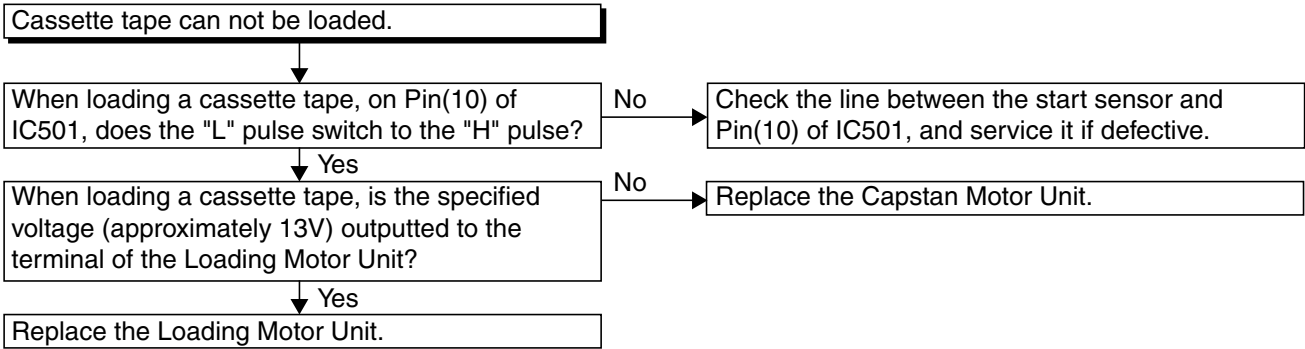 Cassette tape can not be loaded.
When loading a cassette tape, on Pin(10) of
IC501, does the "L" pulse switch to the "H" pulse?
No
Check the line between the start sensor and
Pin(10) of IC501, and service it if defective.
Yes
When loading a cassette tape, is the specified
voltage (approximately 13V) outputted to the
terminal of the Loading Motor Unit?
No
Replace the Capstan Motor Unit.
Yes
Replace the Loading Motor Unit.